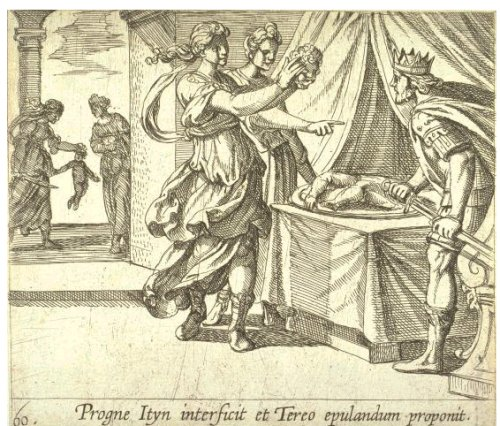 60. Progne Ityn interficit et Tereo epulandum proponit.